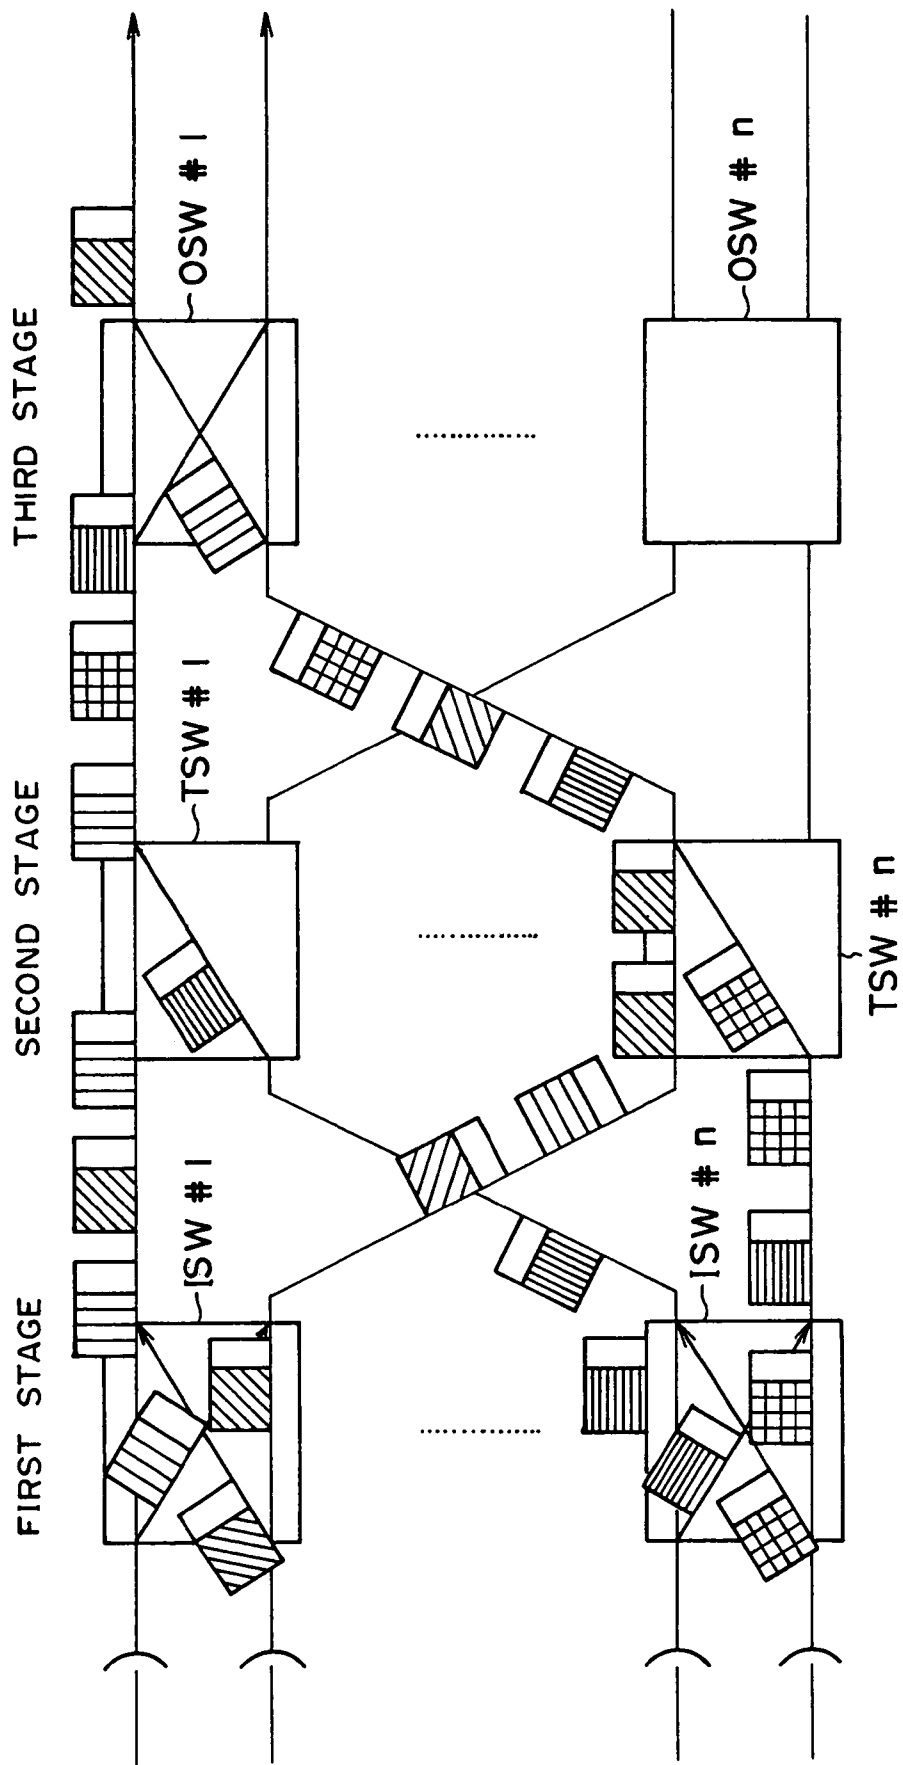 FIRST STAGE
SECOND STAGE
THIRD STAGE
ISW # 1
TSW # 1
OSW # 1
ISW # n
TSW # n
OSW # n